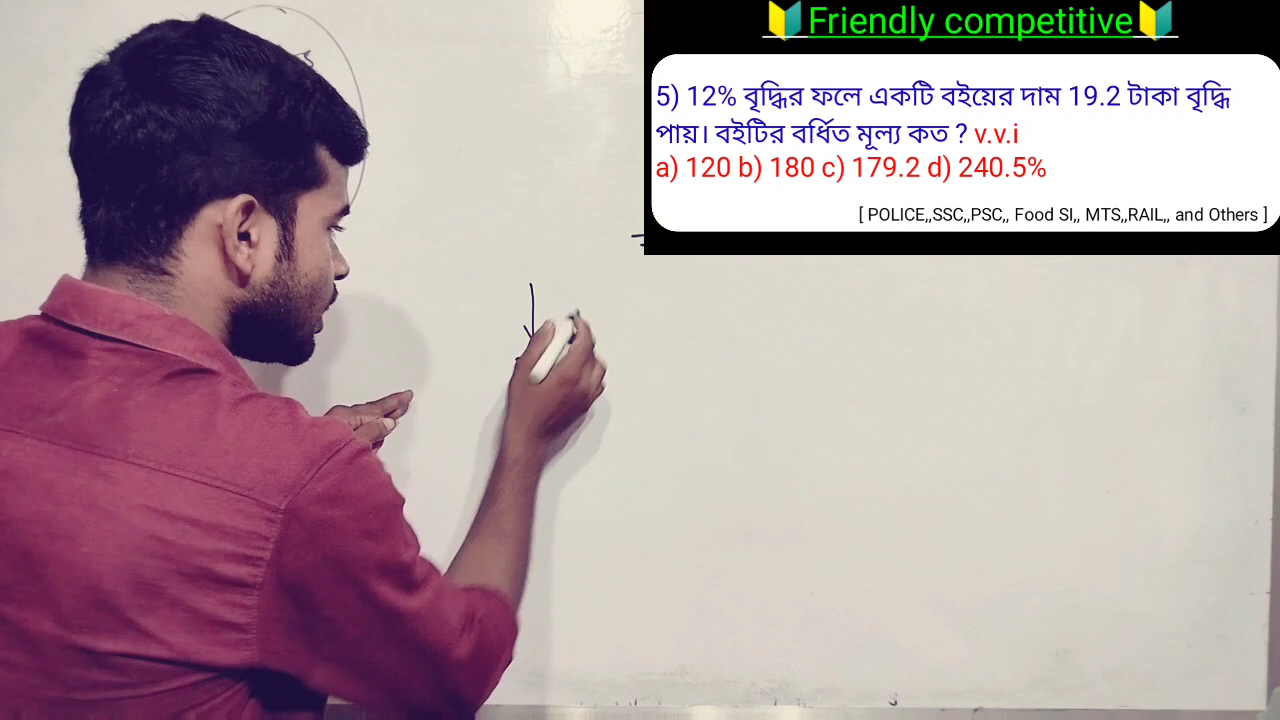 🔰Friendly competitive🔰
5) 12% বৃদ্ধির ফলে একটি বইয়ের দাম 19.2 টাকা বৃদ্ধি
পায়। বইটির বর্ধিত মূল্য কত ? v.v.i
a) 120 b) 180 c) 179.2 d) 240.5%
[ POLICE,,SSC,,PSC,, Food SI,, MTS,,RAIL,, and Others ]